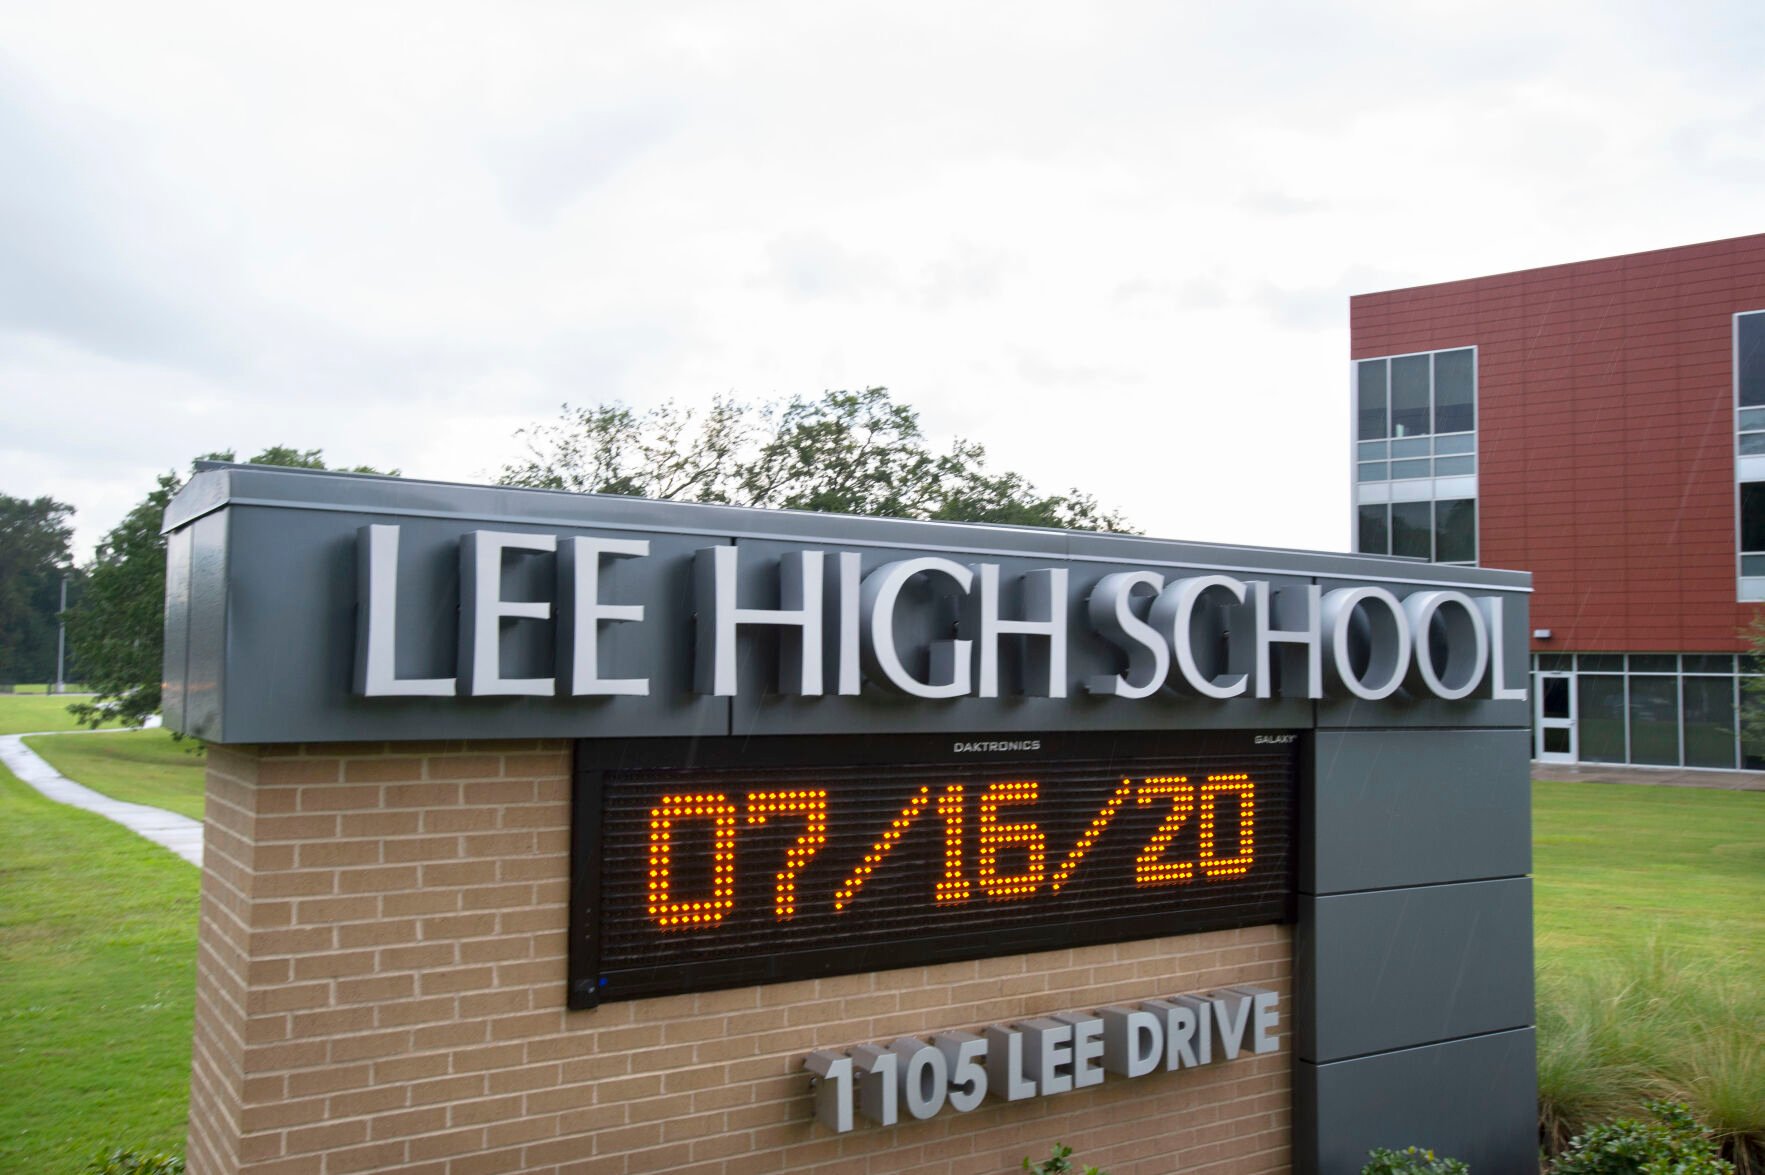 LEE HIGH SCHOOL
DAKTRONICS GALAXY
07/16/20
1105 LEE DRIVE